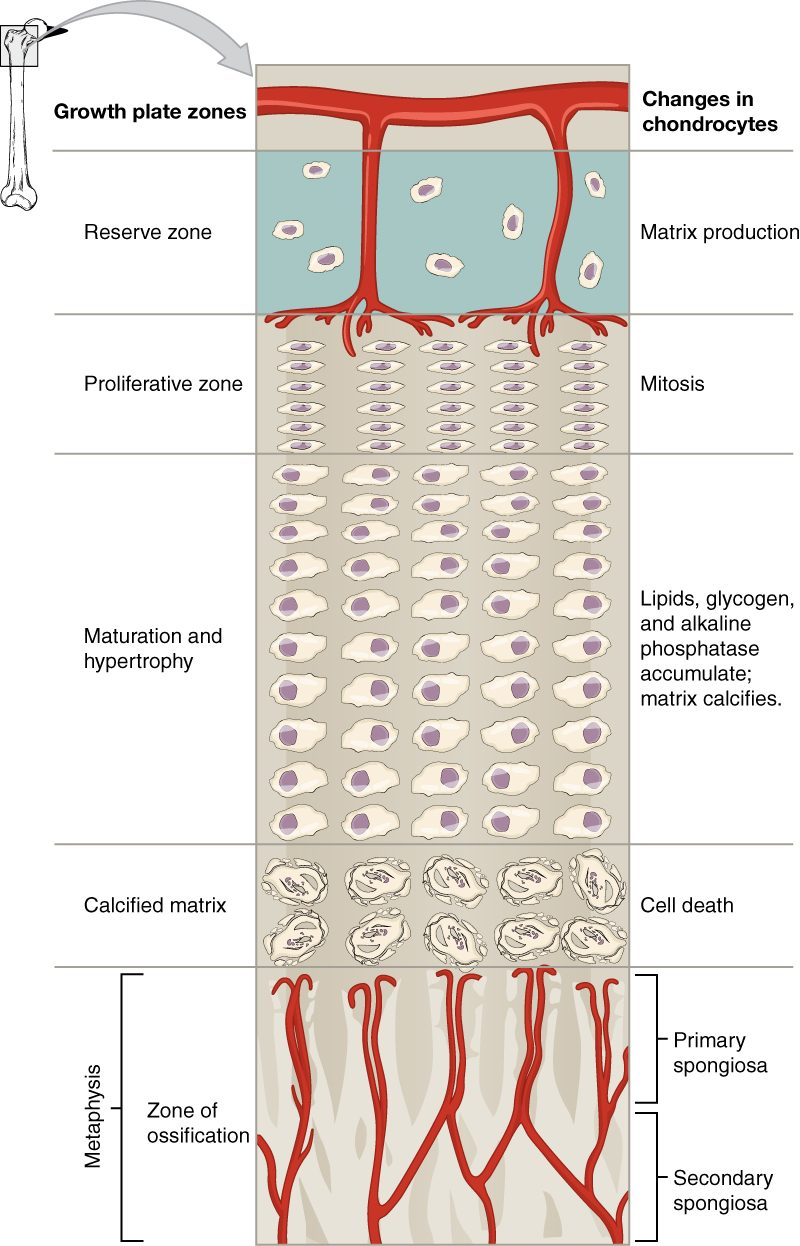 Growth plate zones
Changes in
chondrocytes
Reserve zone
Matrix production
Proliferative zone
Mitosis
Maturation and
hypertrophy
Lipids, glycogen,
and alkaline
phosphatase
accumulate;
matrix calcifies.
Calcified matrix
Cell death
Metaphysis
Zone of
ossification
Primary
spongiosa
Secondary
spongiosa